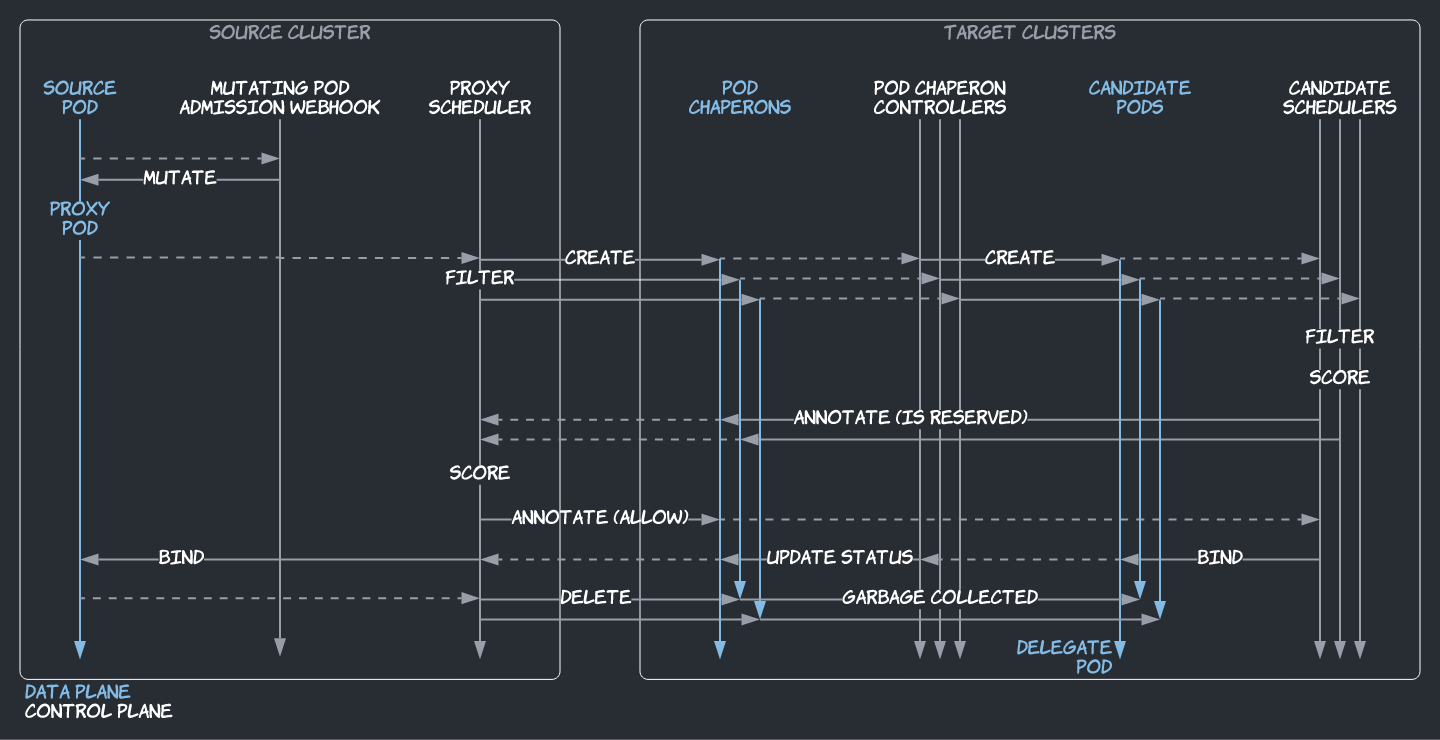 SOURCE CLUSTER
TARGET CLUSTERS
SOURCE
POD
MUTATING POD
ADMISSION WEBHOOK
PROXY
SCHEDULER
POD
CHAPERONS
POD CHAPERON
CONTROLLERS
CANDIDATE
PODS
CANDIDATE
SCHEDULERS
MUTATE
PROXY
POD
CREATE
CREATE
FILTER
FILTER
SCORE
ANNOTATE (IS RESERVED)
SCORE
ANNOTATE (ALLOW)
BIND
UPDATE STATUS
BIND
DELETE
GARBAGE COLLECTED
DELEGATE
POD
DATA PLANE
CONTROL PLANE